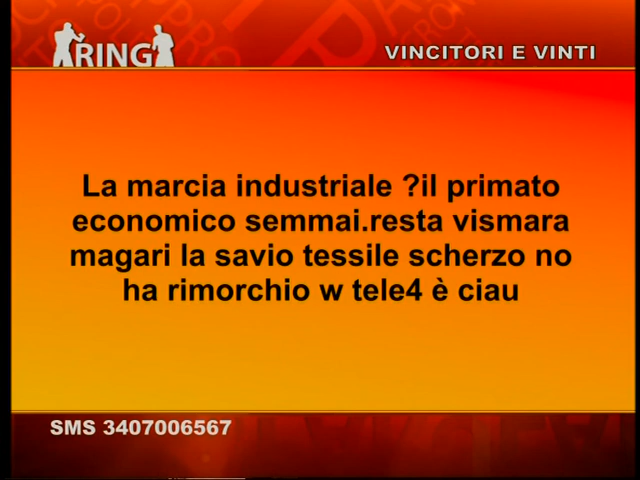 RING
VINCITORI E VINTI
La marcia industriale ?il primato
economico semmai.resta vismara
magari la savio tessile scherzo no
ha rimorchio w tele4 è ciau
SMS 3407006567